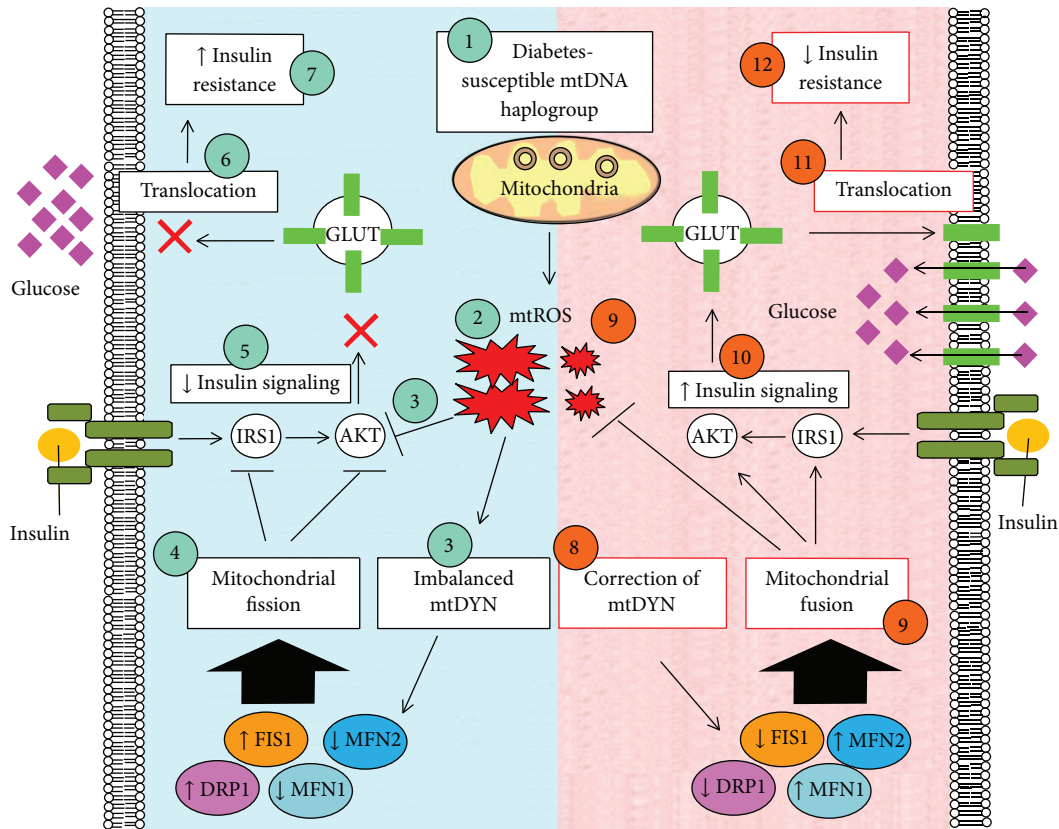 1
Diabetes-
susceptible mtDNA
haplogroup
Mitochondria
↑ Insulin
resistance
7
6
Translocation
GLUT
Glucose
5
↓ Insulin signaling
3
IRS1
AKT
Insulin
2
mtROS
9
4
Mitochondrial
fission
3
Imbalanced
mtDYN
↑ FIS1
↓ MFN2
↑ DRP1
↓ MFN1
12
↓ Insulin
resistance
11
Translocation
GLUT
Glucose
10
↑ Insulin signaling
AKT
IRS1
Insulin
8
Correction of
mtDYN
Mitochondrial
fusion
9
↓ FIS1
↑ MFN2
↓ DRP1
↑ MFN1